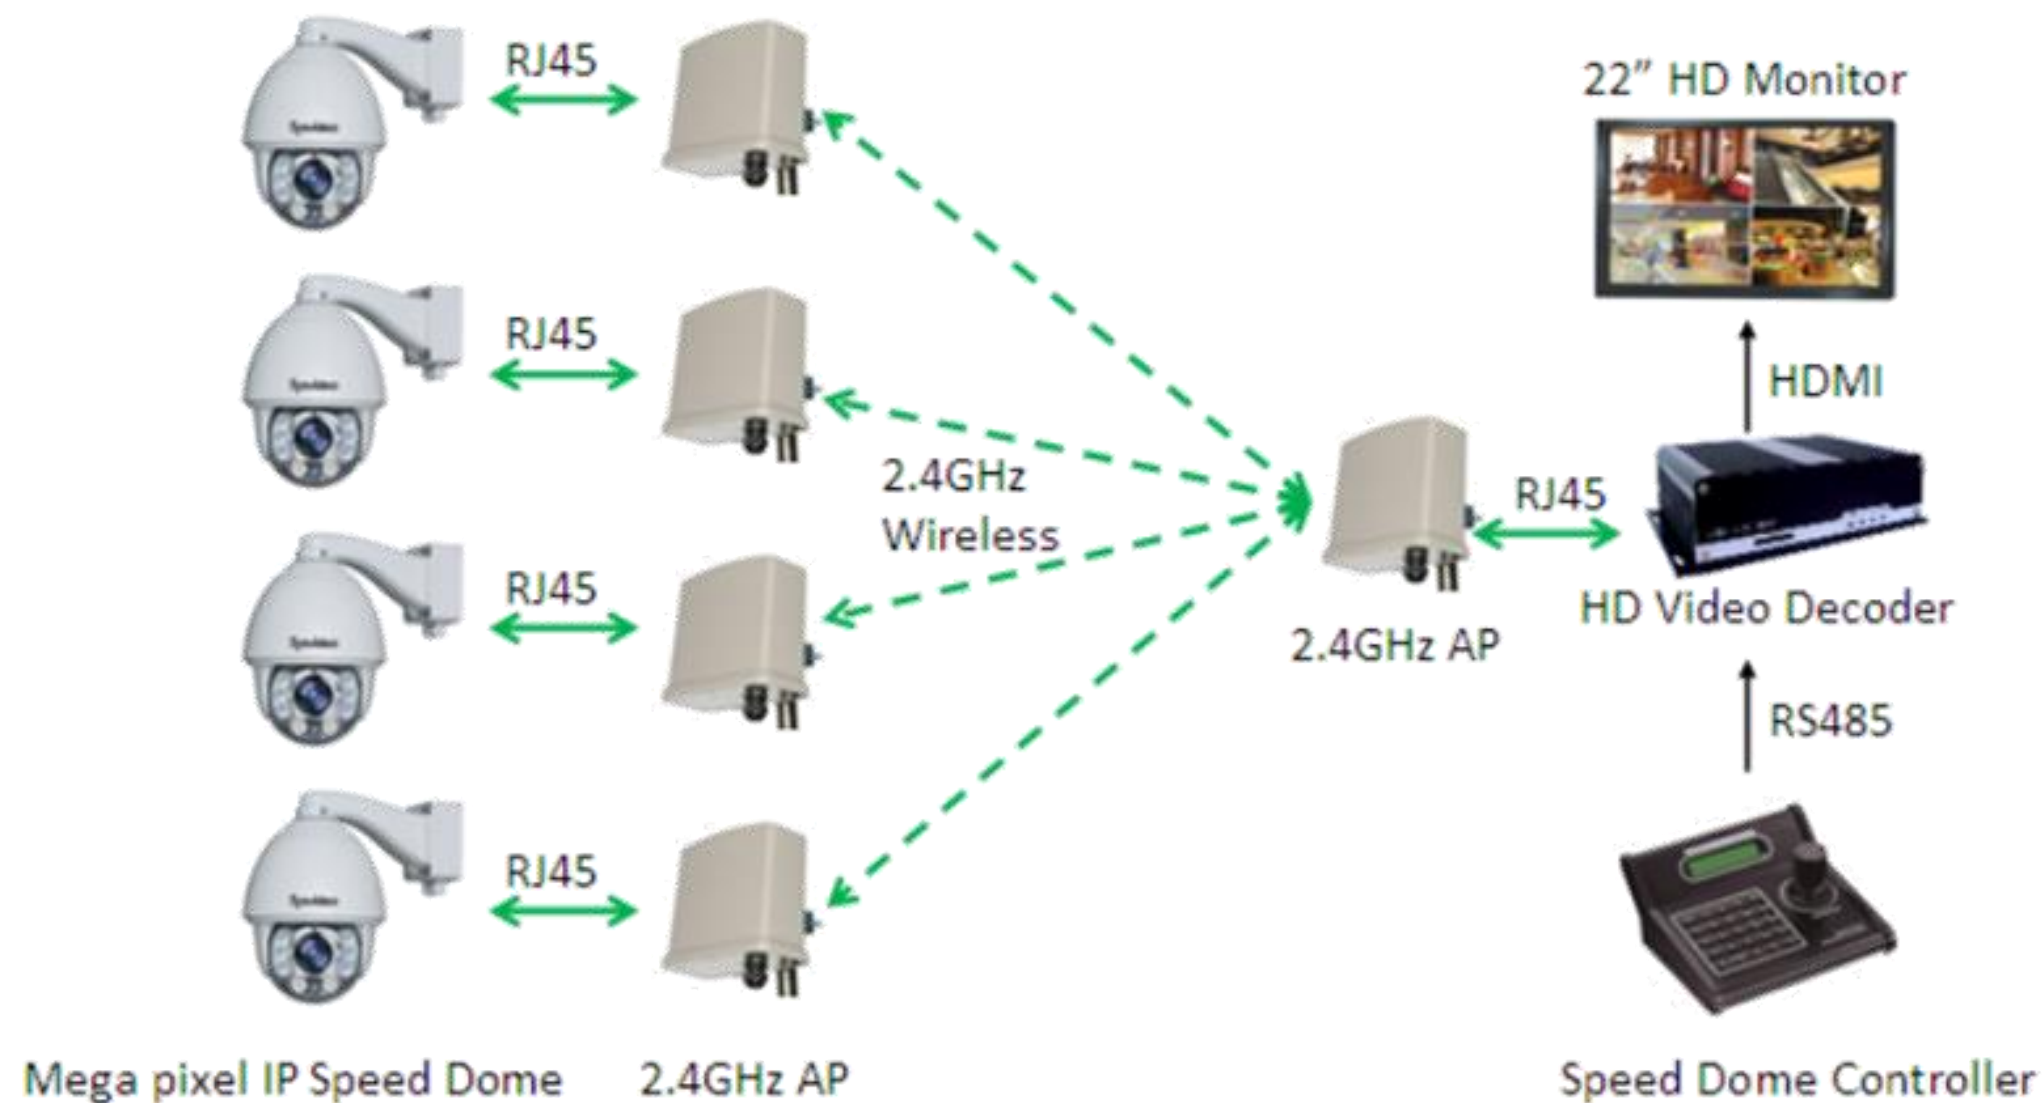 RJ45
22” HD Monitor
RJ45
HDMI
2.4GHz
Wireless
RJ45
RJ45
HD Video Decoder
2.4GHz AP
RS485
RJ45
Mega pixel IP Speed Dome
2.4GHz AP
Speed Dome Controller